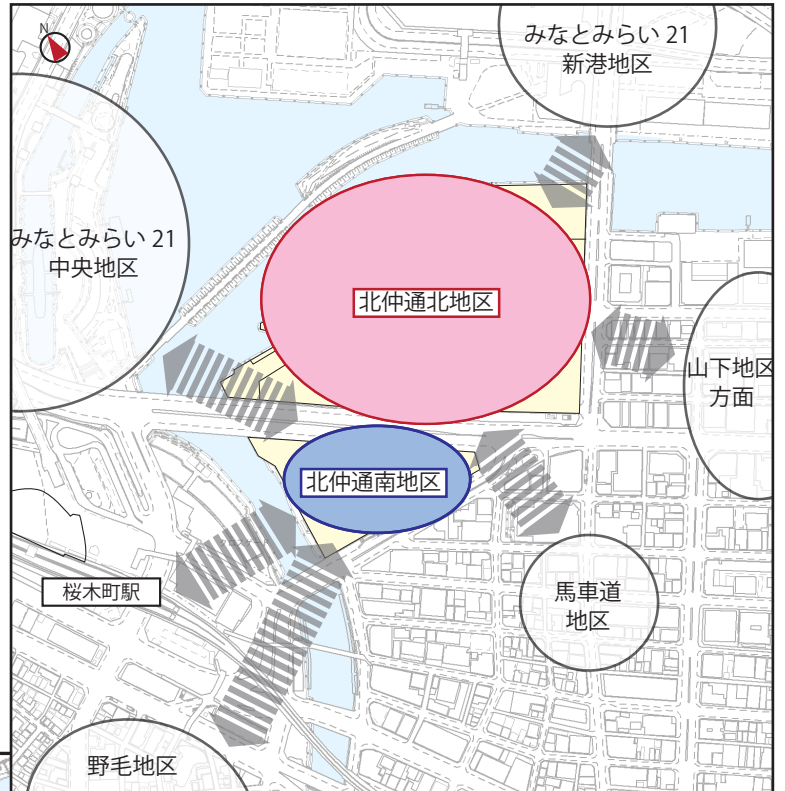 N
みなとみらい 21
新港地区
みなとみらい 21
中央地区
北仲通北地区
山下地区
方面
北仲通南地区
桜木町駅
馬車道
地区
野毛地区